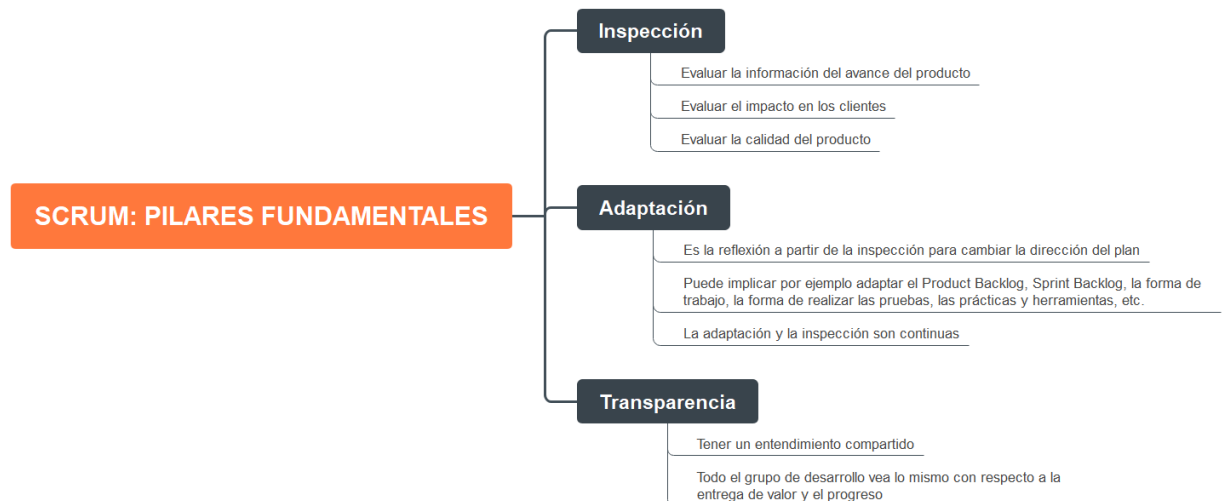 SCRUM: PILARES FUNDAMENTALES
Inspección
Evaluar la información del avance del producto
Evaluar el impacto en los clientes
Evaluar la calidad del producto
Adaptación
Es la reflexión a partir de la inspección para cambiar la dirección del plan
Puede implicar por ejemplo adaptar el Product Backlog, Sprint Backlog, la forma de
trabajo, la forma de realizar las pruebas, las prácticas y herramientas, etc.
La adaptación y la inspección son continuas
Transparencia
Tener un entendimiento compartido
Todo el grupo de desarrollo vea lo mismo con respecto a la
entrega de valor y el progreso